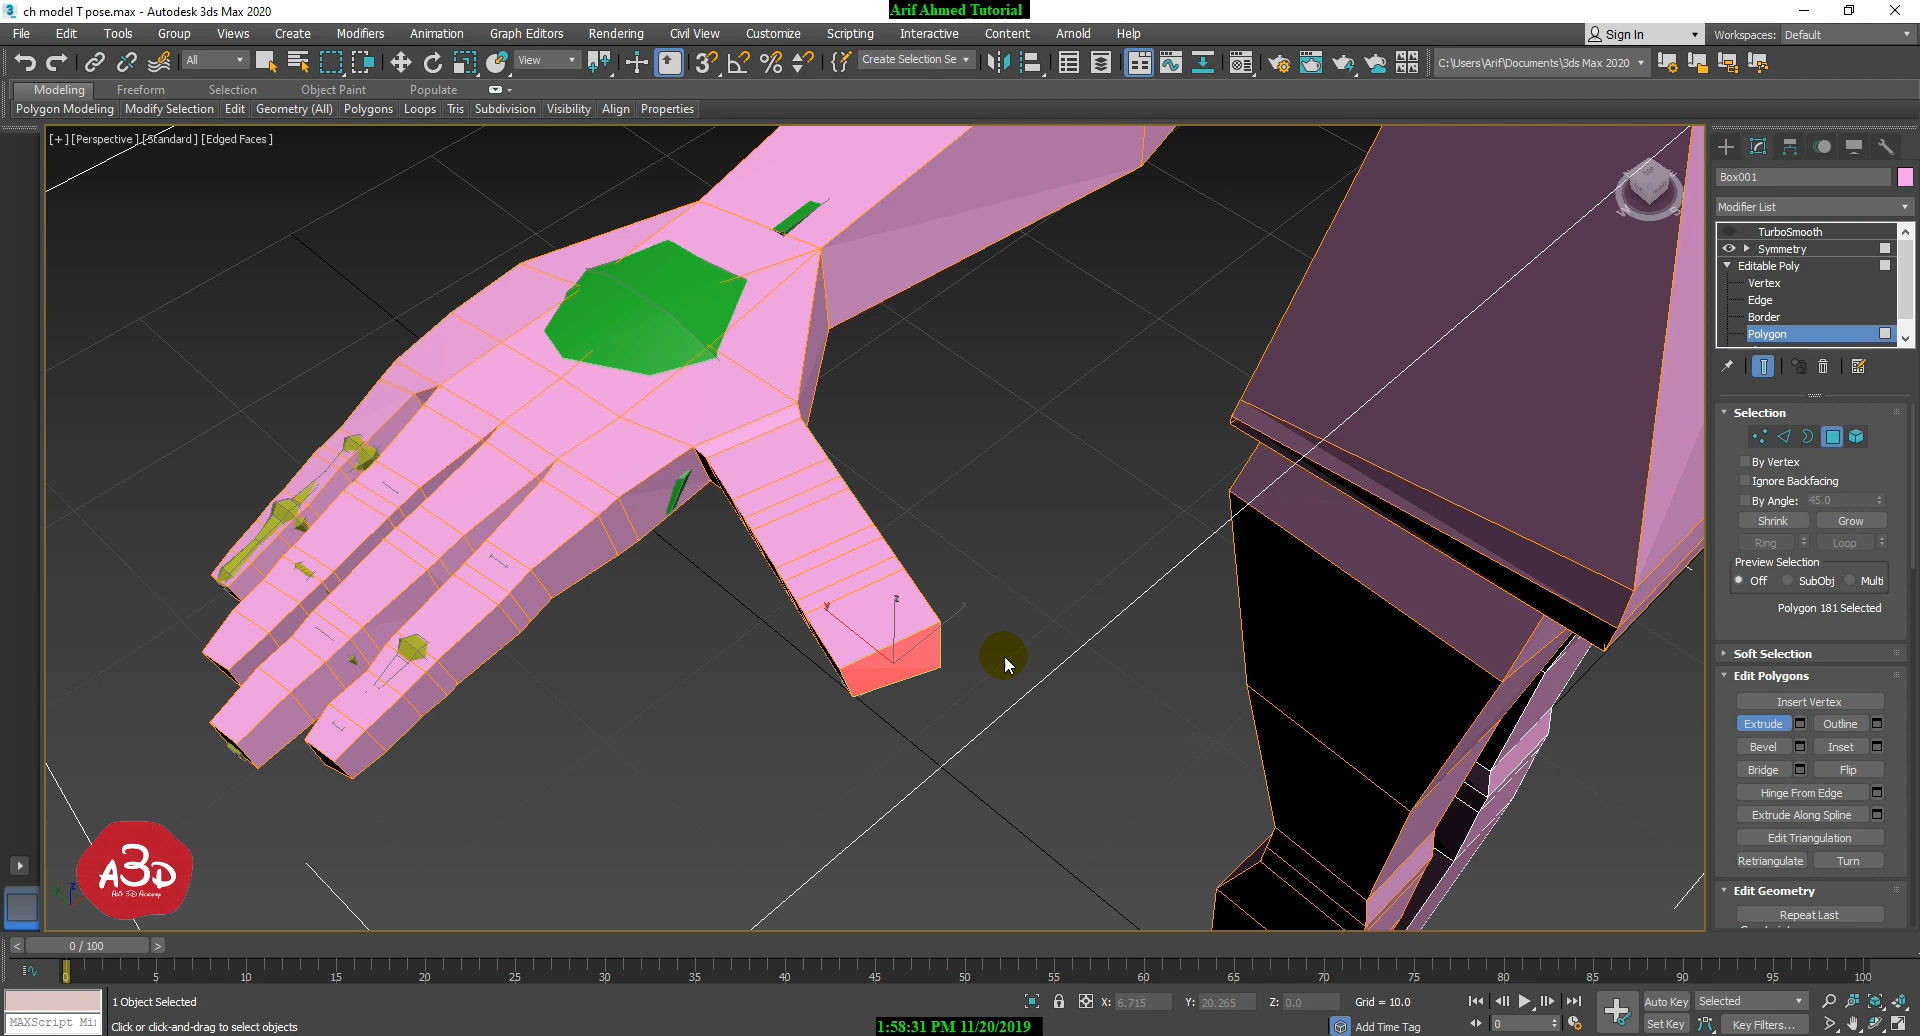 ch model T pose.max - Autodesk 3ds Max 2020
Arif Ahmed Tutorial
File Edit Tools Group Views Create Modifiers Animation Graph Editors Rendering Civil View Customize Scripting Interactive Content Arnold Help
Sign In Workspaces: Default
All View Create Selection Se C:\Users\Arif\Documents\3ds Max 2020
Modeling Freeform Selection Object Paint Populate
Polygon Modeling Modify Selection Edit Geometry (All) Polygons Loops Tris Subdivision Visibility Align Properties
[+] [Perspective] [Standard] [Edged Faces]
Box001
Modifier List
TurboSmooth
Symmetry
Editable Poly
Vertex
Edge
Border
Polygon
Selection
By Vertex
Ignore Backfacing
By Angle: 45.0
Shrink Grow
Ring Loop
Preview Selection
Off SubObj Multi
Polygon 181 Selected
Soft Selection
Edit Polygons
Insert Vertex
Extrude Outline
Bevel Inset
Bridge Flip
Hinge From Edge
Extrude Along Spline
Edit Triangulation
Retriangulate Turn
Edit Geometry
Repeat Last
x y z
A3D
Arif 3D Academy
< 0 / 100 >
0 5 10 15 20 25 30 35 40 45 50 55 60 65 70 75 80 85 90 95 100
1 Object Selected
X: 6.715 Y: 20.265 Z: 0.0 Grid = 10.0
Auto Key Selected
MAXScript Mi
Click or click-and-drag to select objects
1:58:31 PM 11/20/2019
Add Time Tag
0
Set Key Key Filters...